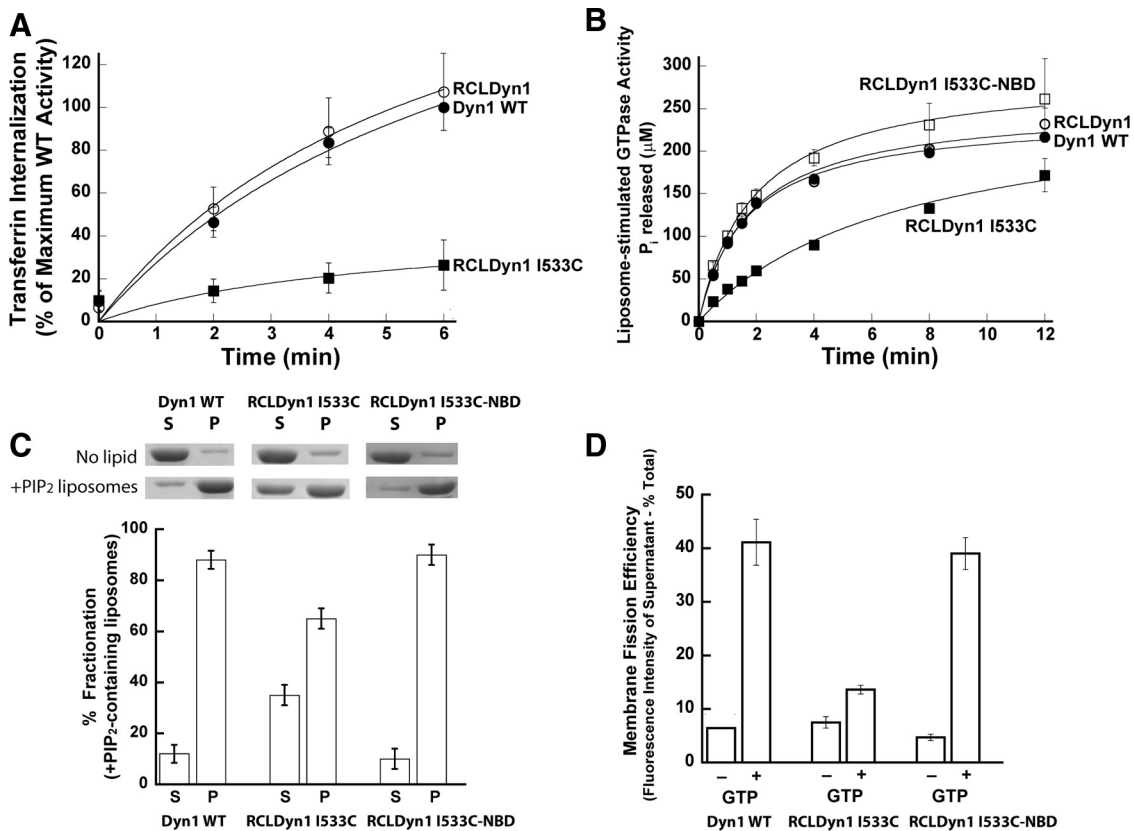 A
Transferrin Internalization
(% of Maximum WT Activity)
120
100
80
60
40
20
0
0 1 2 3 4 5 6
Time (min)
RCLDyn1
Dyn1 WT
RCLDyn1 I533C
B
Liposome-stimulated GTPase Activity
Pi released (μM)
300
250
200
150
100
50
0
0 2 4 6 8 10 12
Time (min)
RCLDyn1 I533C-NBD
RCLDyn1
Dyn1 WT
RCLDyn1 I533C
C
Dyn1 WT RCLDyn1 I533C RCLDyn1 I533C-NBD
S P S P S P
No lipid
+PIP2 liposomes
% Fractionation
(+PIP2-containing liposomes)
100
80
60
40
20
0
S P S P S P
Dyn1 WT RCLDyn1 I533C RCLDyn1 I533C-NBD
D
Membrane Fission Efficiency
(Fluorescence Intensity of Supernatant - % Total)
50
40
30
20
10
0
– + – + – +
GTP GTP GTP
Dyn1 WT RCLDyn1 I533C RCLDyn1 I533C-NBD